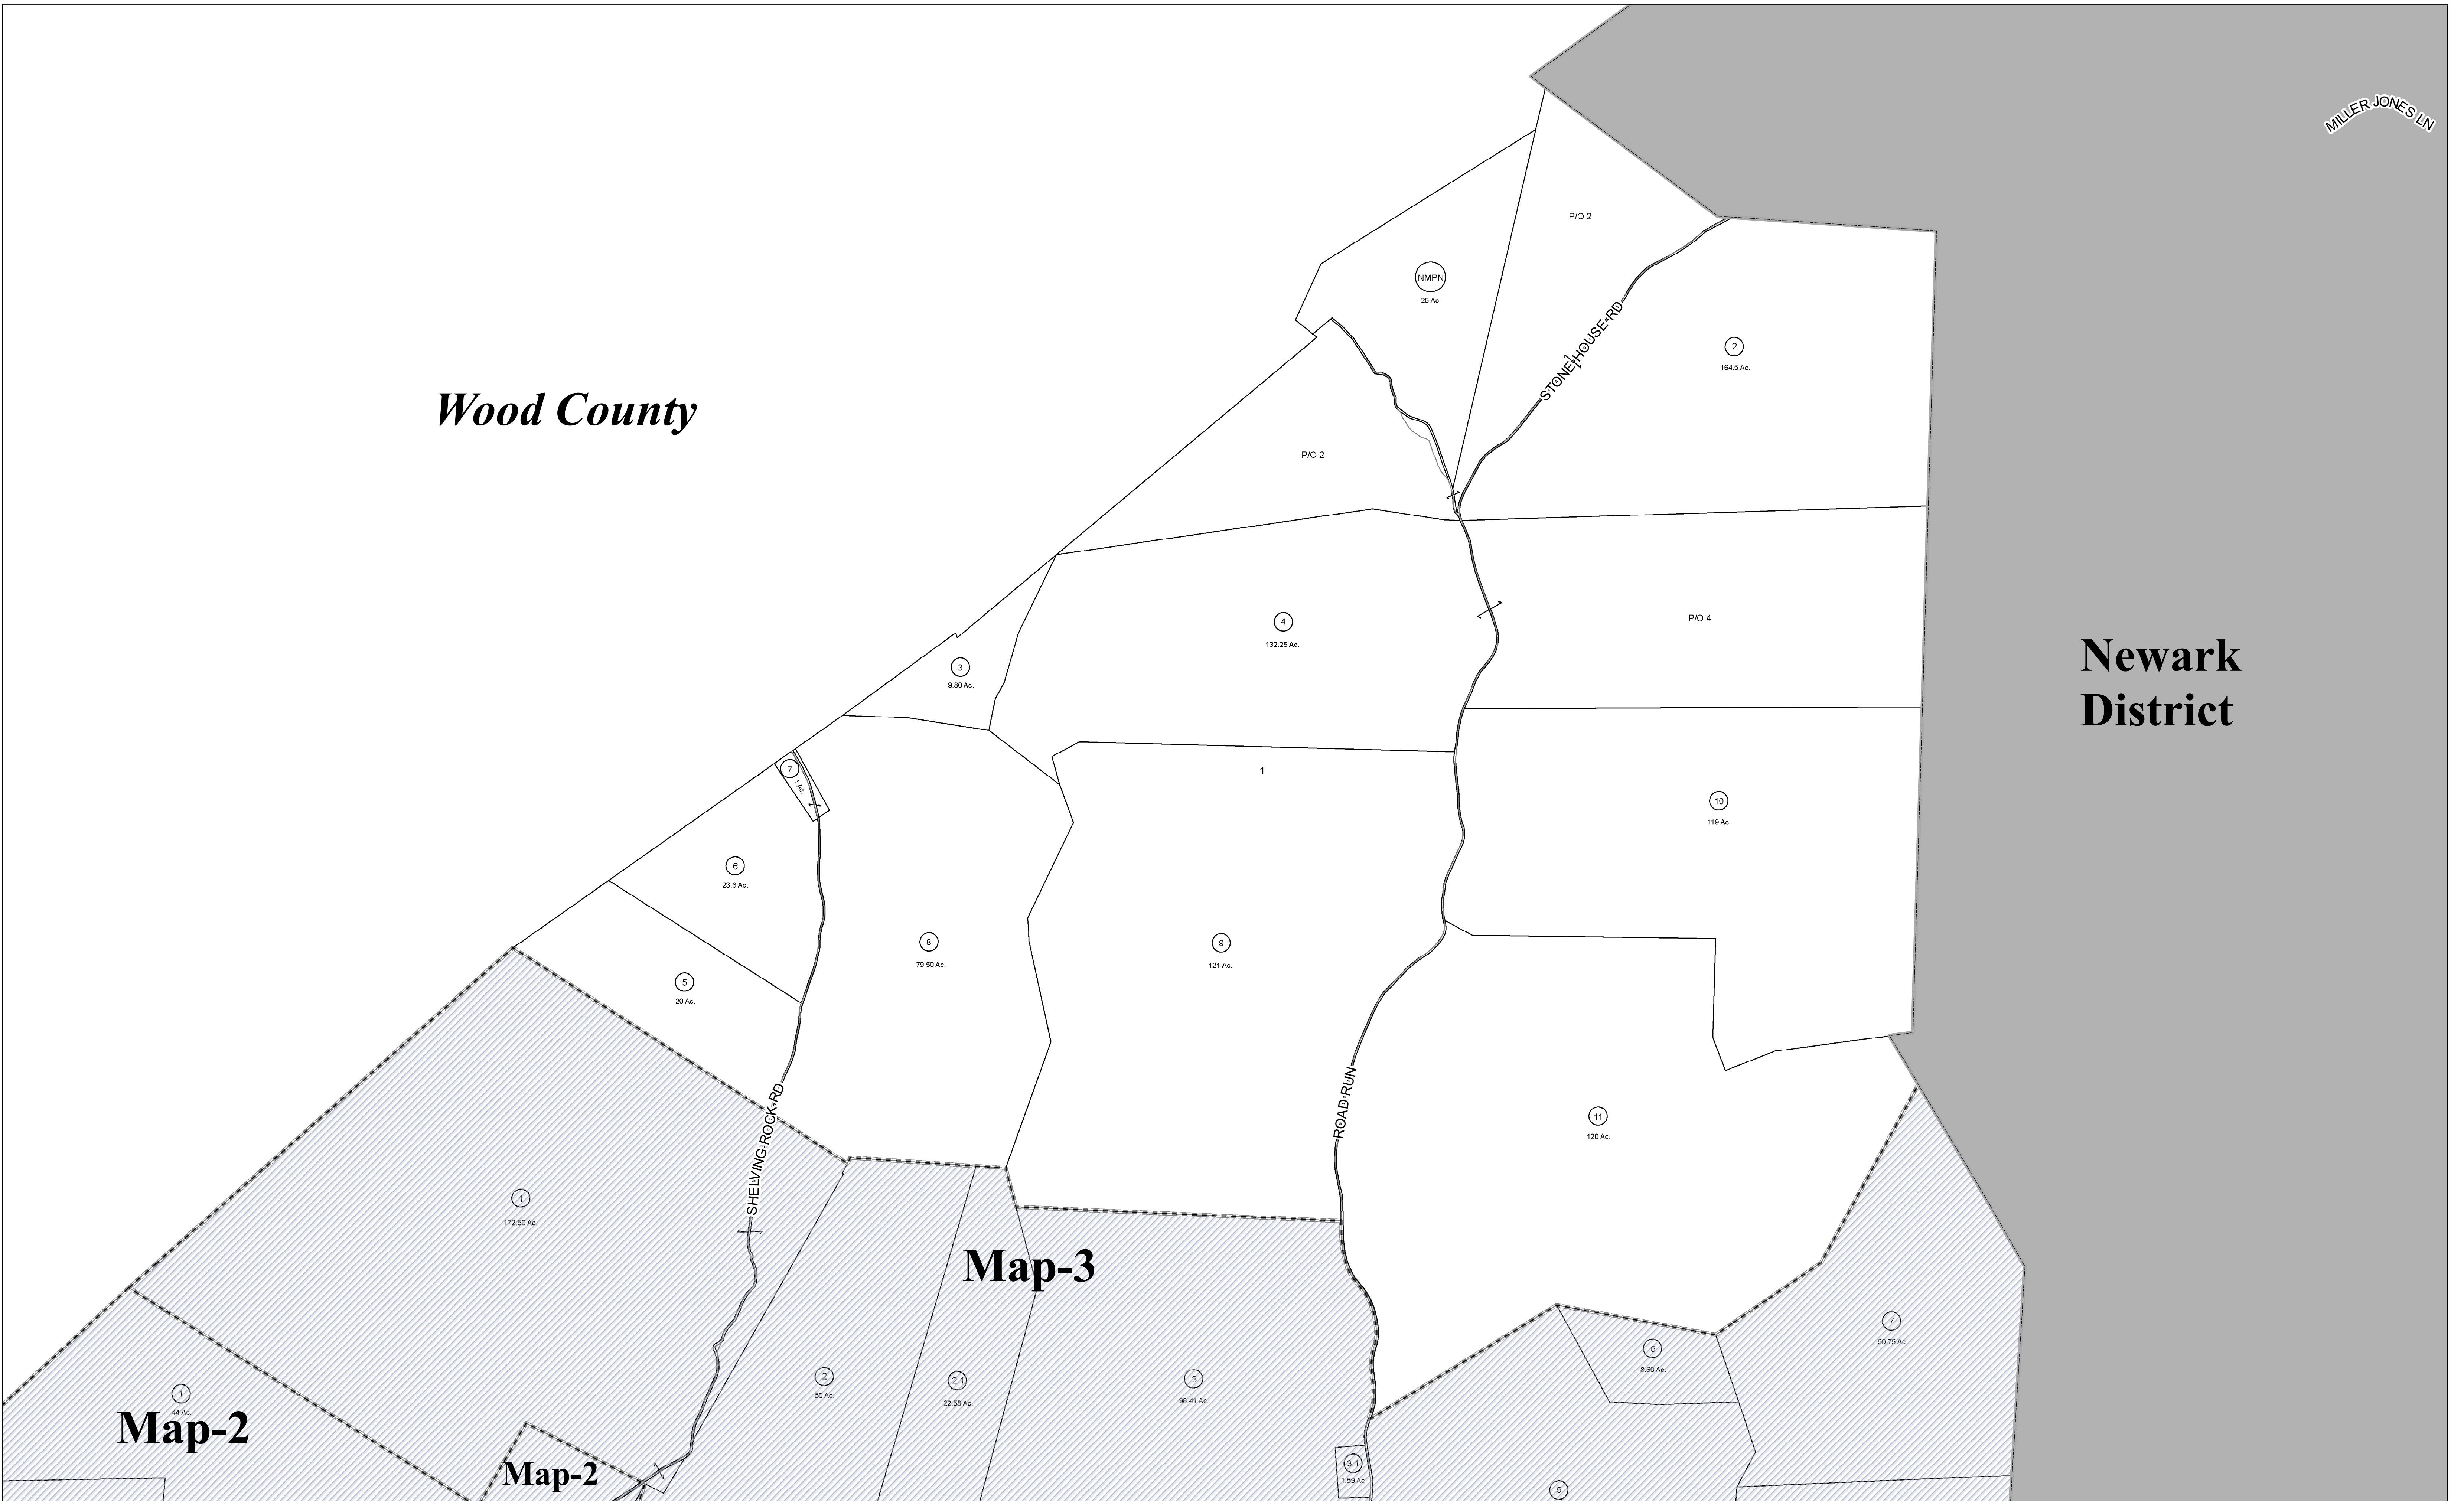 MILLER JONES LN
P/O 2
NMPN
25 Ac.
STONE HOUSE RD
2
164.5 Ac.
Wood County
P/O 2
4
132.25 Ac.
P/O 4
Newark
District
3
9.80 Ac.
7
1 Ac.
1
10
119 Ac.
6
23.6 Ac.
8
79.50 Ac.
9
121 Ac.
5
20 Ac.
SHELVING ROCK RD
ROAD RUN
11
120 Ac.
1
172.50 Ac.
Map-3
7
50.75 Ac.
6
8.60 Ac.
2
50 Ac.
2.1
22.58 Ac.
3
98.41 Ac.
1
44 Ac.
Map-2
Map-2
3.1
1.59 Ac.
5